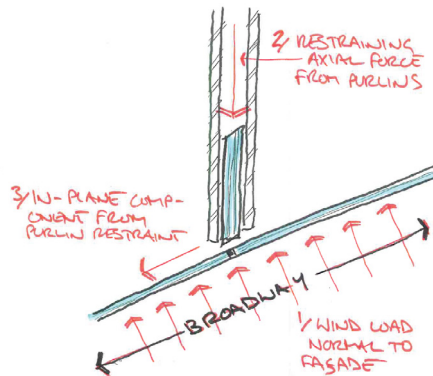 2/ RESTRAINING
AXIAL FORCE
FROM PURLINS
3/ IN-PLANE COMP-
ONENT FROM
PURLIN RESTRAINT
BROADWAY
1/ WIND LOAD
NORMAL TO
FAÇADE